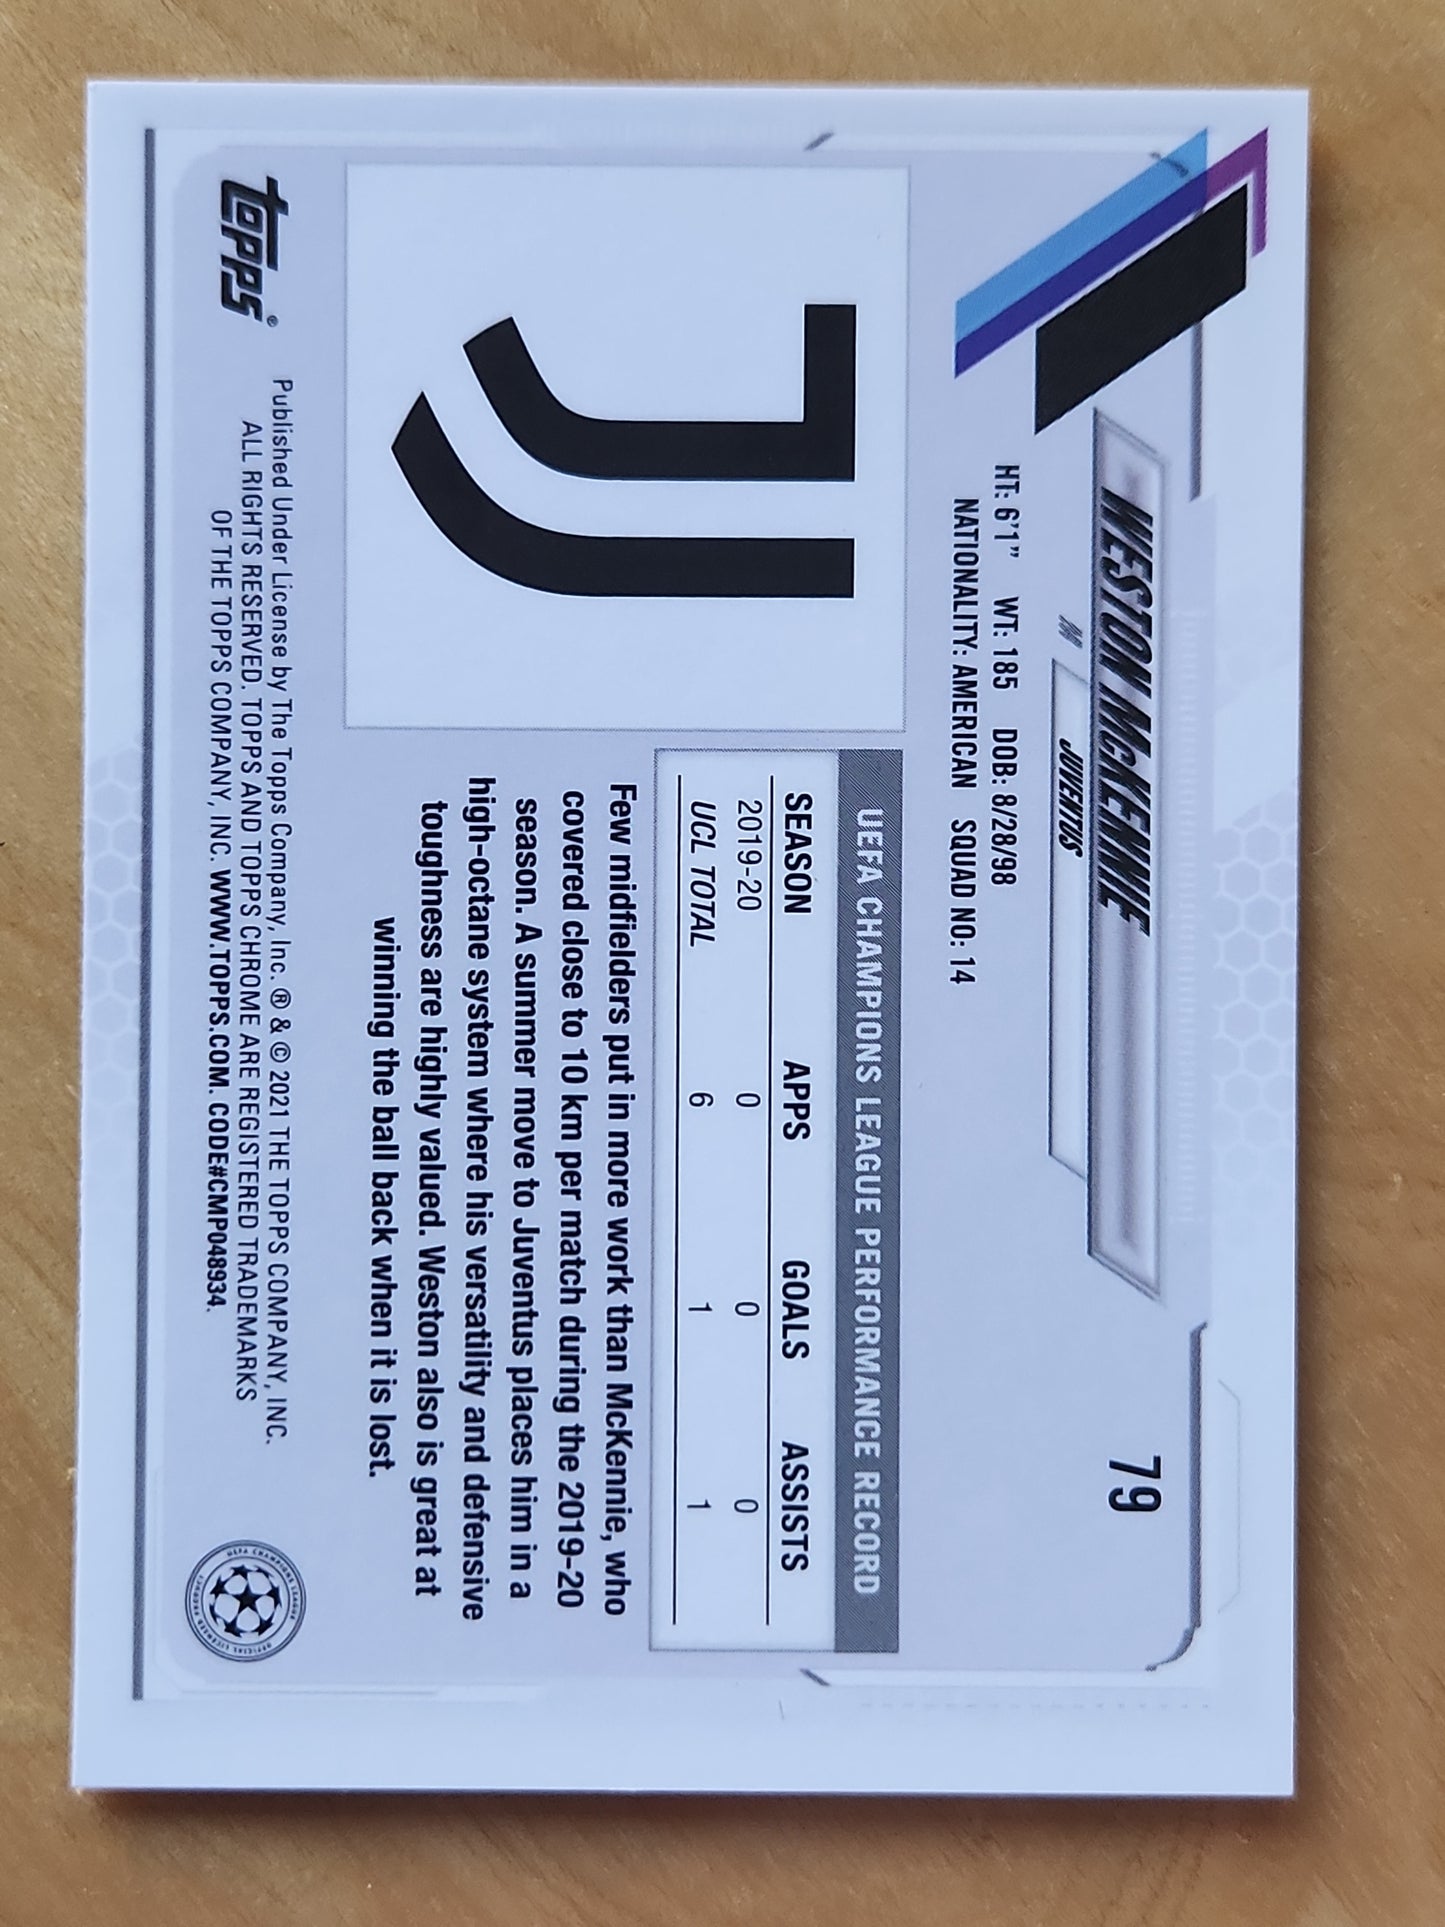 79
WESTON McKENNIE
M JUVENTUS
HT: 6'1" WT: 185 DOB: 8/28/98
NATIONALITY: AMERICAN SQUAD NO: 14
UEFA CHAMPIONS LEAGUE PERFORMANCE RECORD
SEASON APPS GOALS ASSISTS
2019-20 0 0 0
UCL TOTAL 6 1 1
Few midfielders put in more work than McKennie, who
covered close to 10 km per match during the 2019-20
season. A summer move to Juventus places him in a
high-octane system where his versatility and defensive
toughness are highly valued. Weston also is great at
winning the ball back when it is lost.
TOPPS®
Published Under License by The Topps Company, Inc. ® & © 2021 THE TOPPS COMPANY, INC.
ALL RIGHTS RESERVED. TOPPS AND TOPPS CHROME ARE REGISTERED TRADEMARKS
OF THE TOPPS COMPANY, INC. WWW.TOPPS.COM. CODE#CMP048934.
UEFA CHAMPIONS LEAGUE
OFFICIAL LICENSED PRODUCT